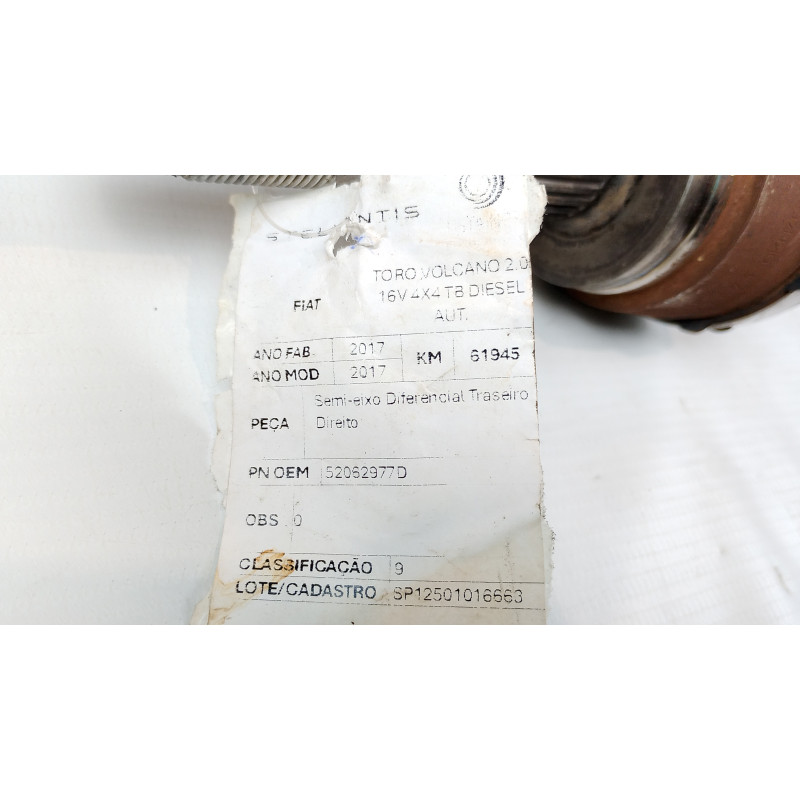 FIAT
TORO VOLCANO 2.0
16V 4X4 TB DIESEL
AUT.
ANO FAB 2017 KM 61945
ANO MOD 2017
PEÇA Semi-eixo Diferencial Traseiro
Direito
PN OEM 52062977D
OBS 0
CLASSIFICAÇÃO 9
LOTE/CADASTRO SP12501016663